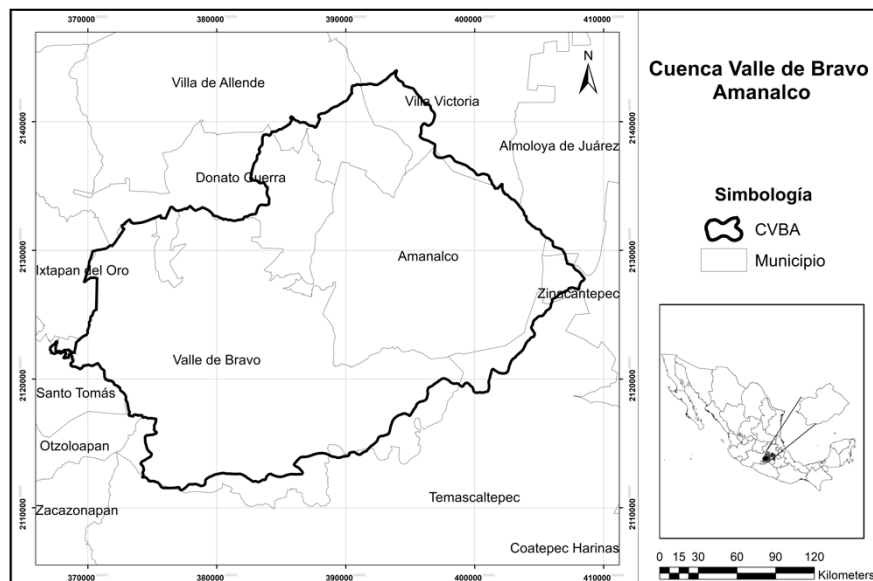 370000 380000 390000 400000 410000
Villa de Allende
N
Villa Victoria
2140000
2140000
Almoloya de Juárez
Donato Guerra
2130000
2130000
Amanalco
Ixtapan del Oro
Zinacantepec
Valle de Bravo
2120000
2120000
Santo Tomás
Otzoloapan
Temascaltepec
2110000
2110000
Zacazonapan
Coatepec Harinas
370000 380000 390000 400000 410000
Cuenca Valle de Bravo
Amanalco
Simbología
CVBA
Municipio
0 15 30 60 90 120
Kilometers